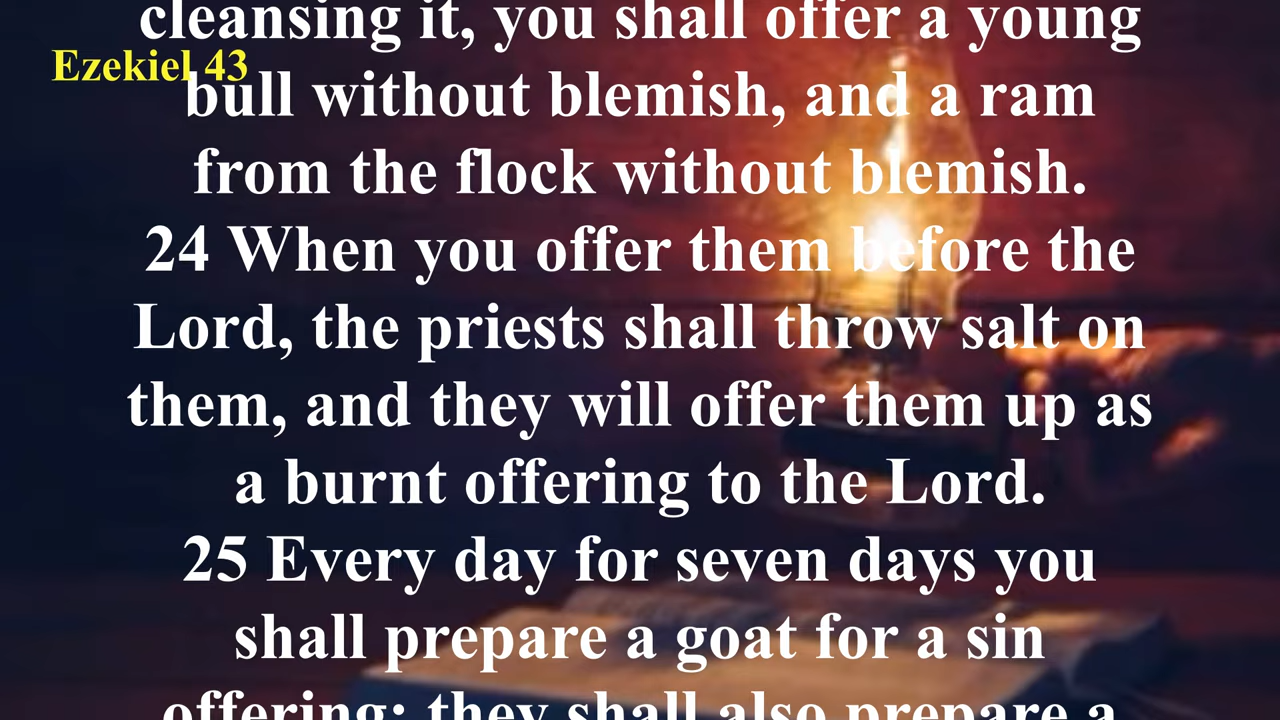 cleansing it, you shall offer a young
Ezekiel 43
bull without blemish, and a ram
from the flock without blemish.
24 When you offer them before the
Lord, the priests shall throw salt on
them, and they will offer them up as
a burnt offering to the Lord.
25 Every day for seven days you
shall prepare a goat for a sin
offering; they shall also prepare a